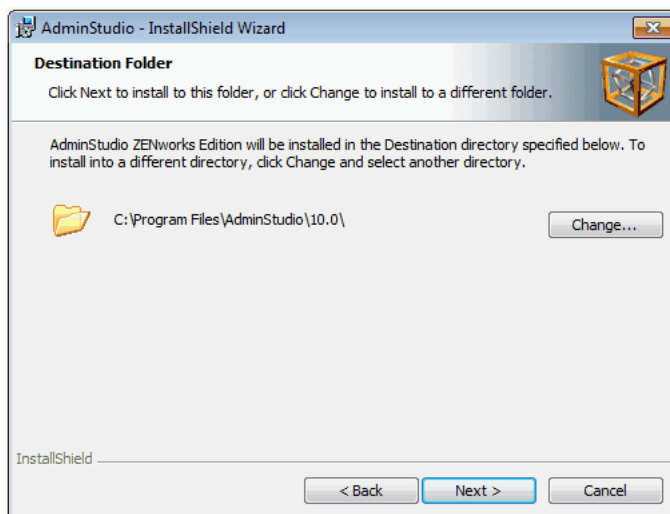 AdminStudio - InstallShield Wizard
Destination Folder
Click Next to install to this folder, or click Change to install to a different folder.
AdminStudio ZENworks Edition will be installed in the Destination directory specified below. To
install into a different directory, click Change and select another directory.
C:\Program Files\AdminStudio\10.0\
Change...
InstallShield
< Back
Next >
Cancel